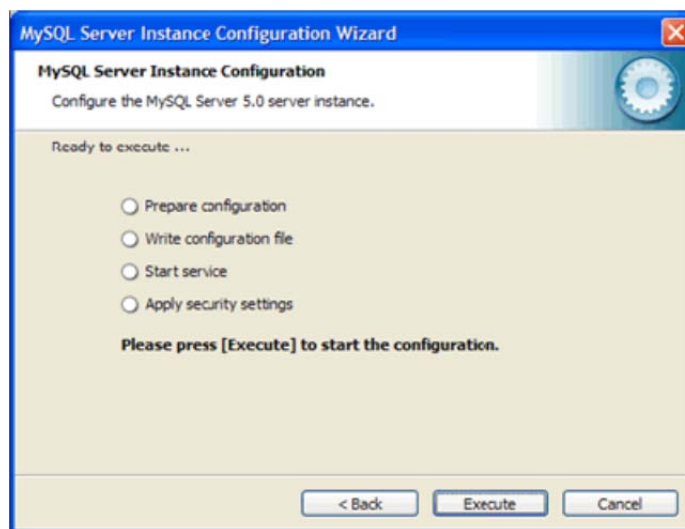 MySQL Server Instance Configuration Wizard
MySQL Server Instance Configuration
Configure the MySQL Server 5.0 server instance.
Ready to execute ...
Prepare configuration
Write configuration file
Start service
Apply security settings
Please press [Execute] to start the configuration.
< Back
Execute
Cancel